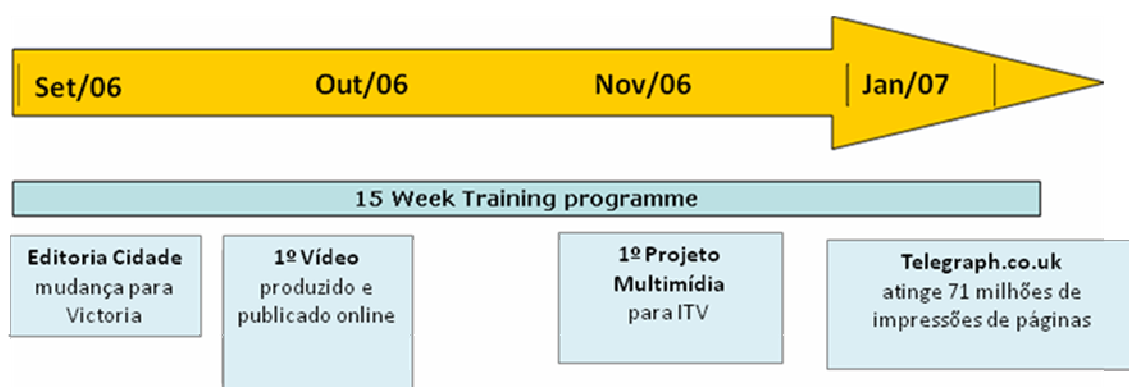 Set/06
Out/06
Nov/06
Jan/07
15 Week Training programme
Editoria Cidade
mudança para
Victoria
1º Vídeo
produzido e
publicado online
1º Projeto
Multimídia
para ITV
Telegraph.co.uk
atinge 71 milhões de
impressões de páginas